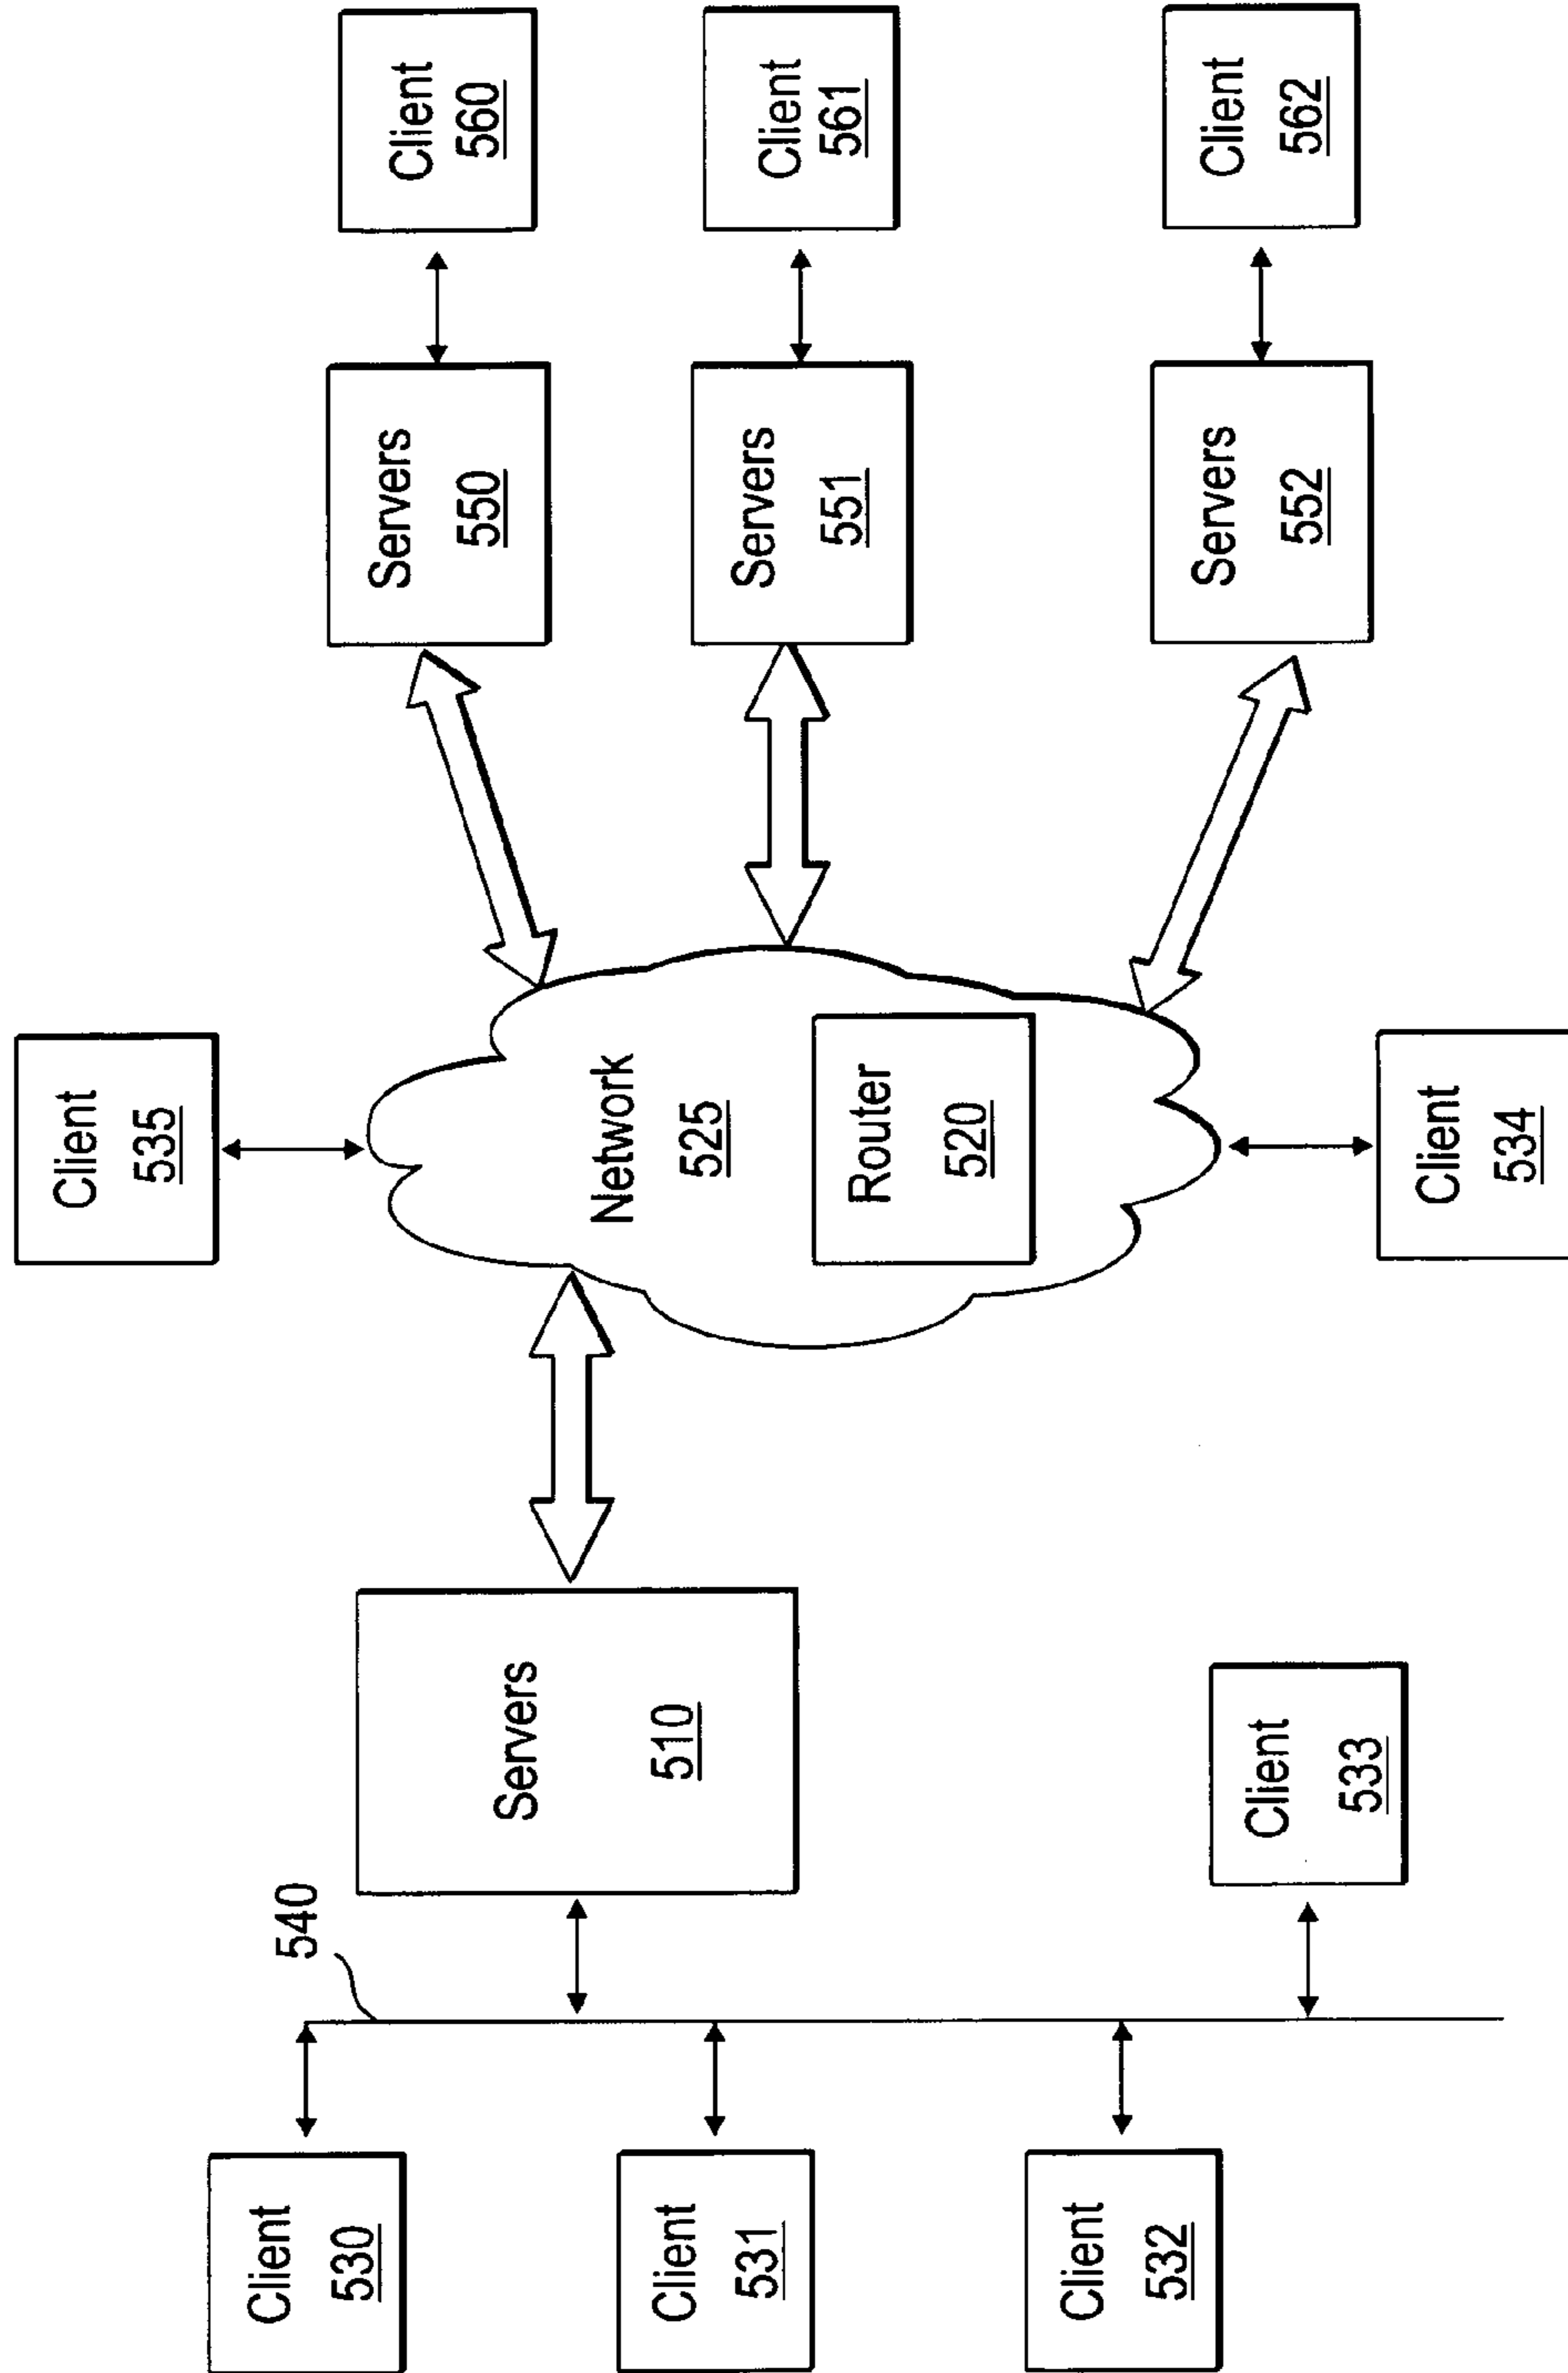 Client
535
Client
530
540
Servers
550
Client
560
Servers
510
Network
525
Client
531
Servers
551
Client
561
Router
520
Client
532
Client
533
Servers
552
Client
562
Client
534